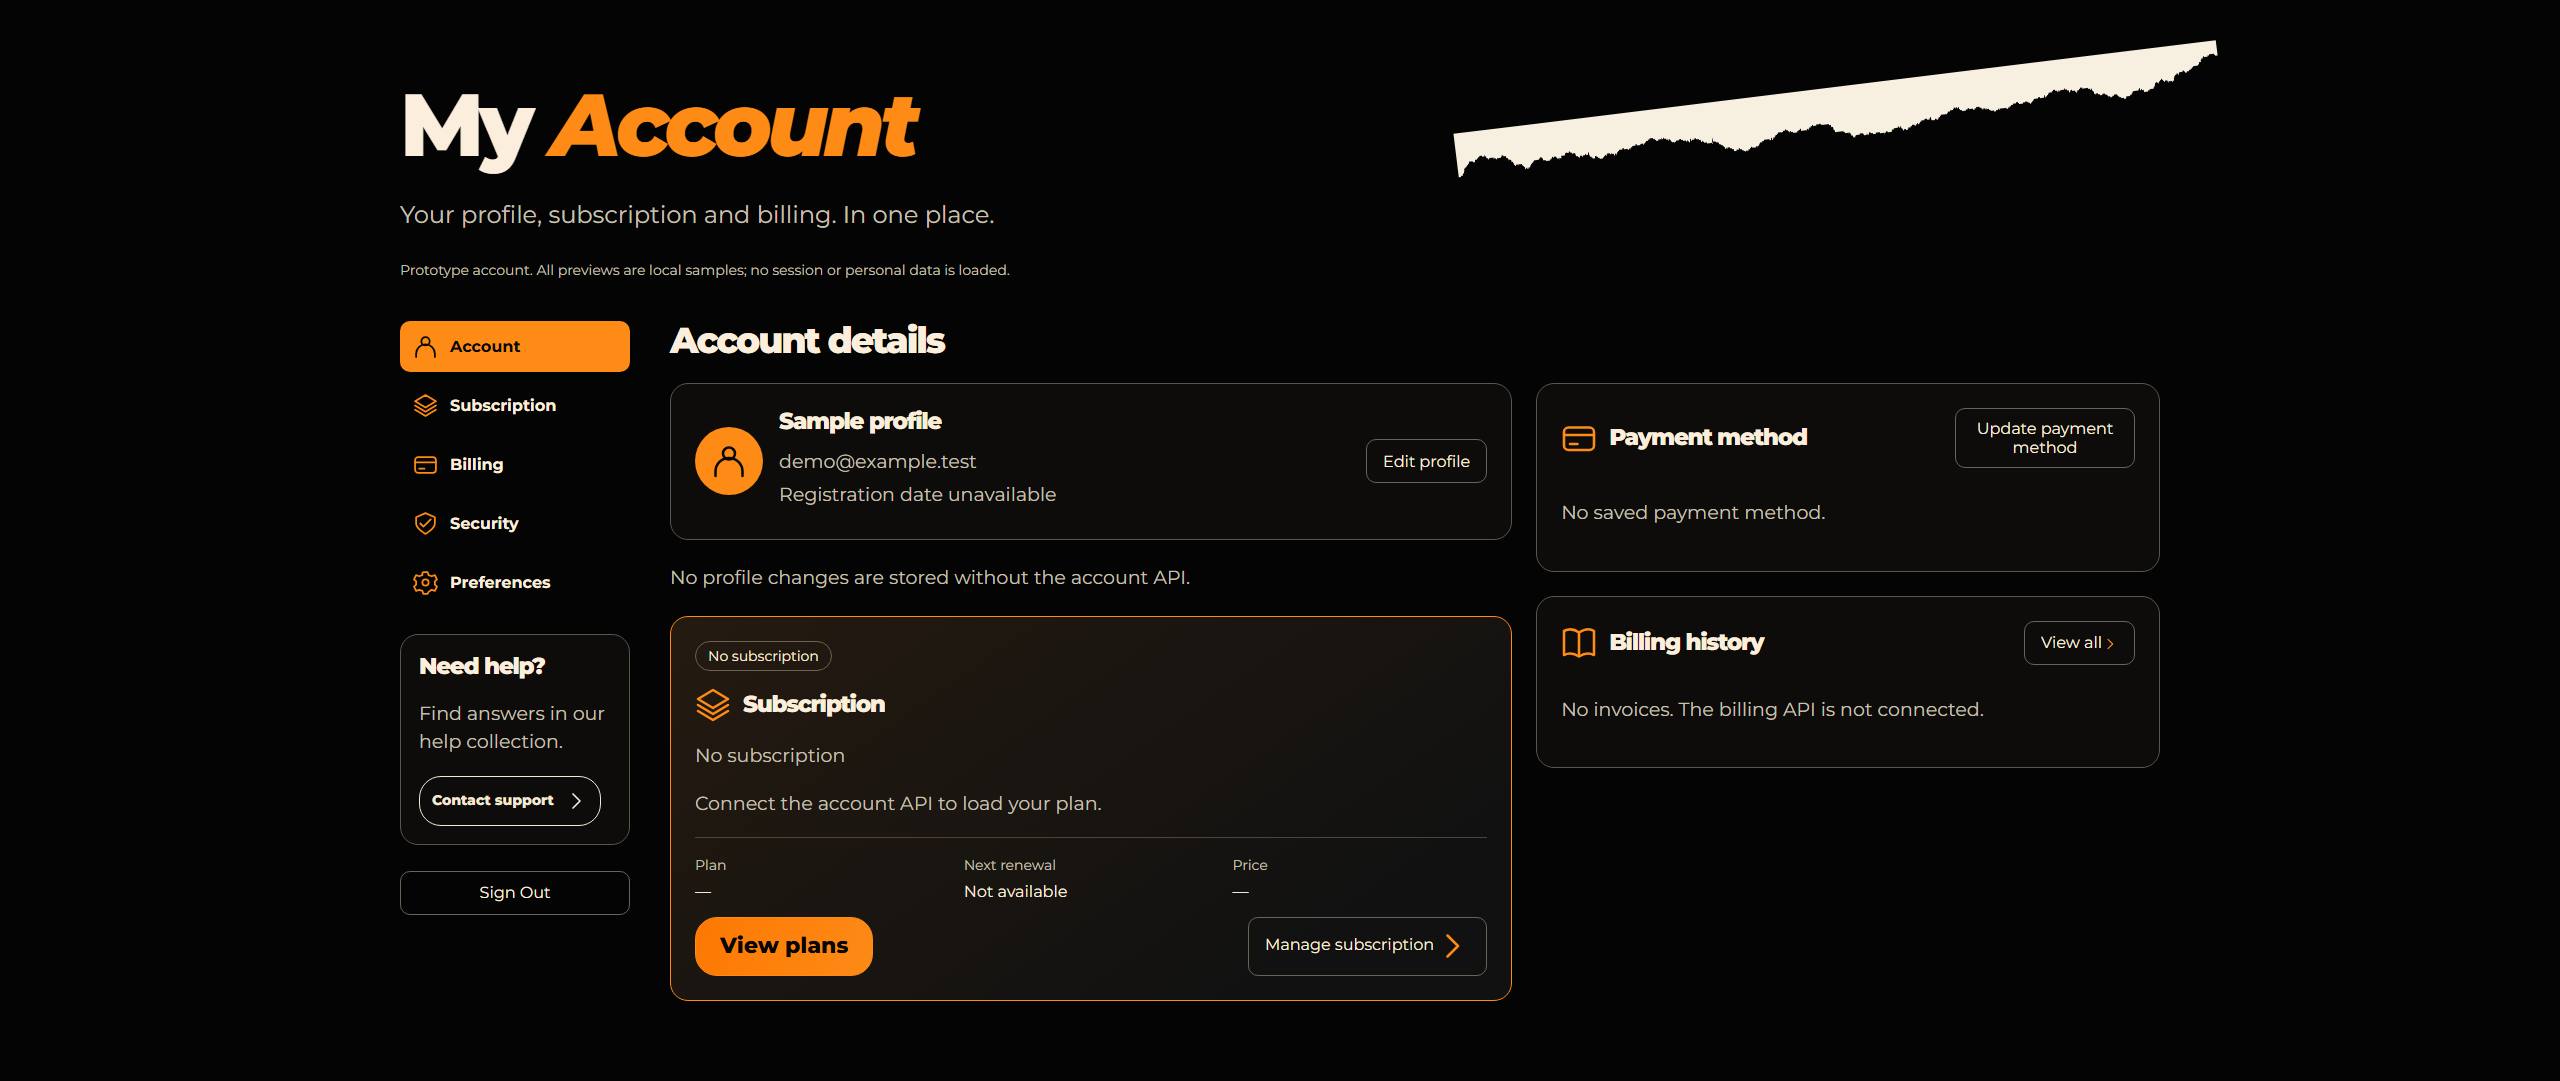 My Account
Your profile, subscription and billing. In one place.
Prototype account. All previews are local samples; no session or personal data is loaded.
Account
Subscription
Billing
Security
Preferences
Need help?
Find answers in our
help collection.
Contact support
Sign Out
Account details
Sample profile
demo@example.test
Registration date unavailable
Edit profile
No profile changes are stored without the account API.
No subscription
Subscription
No subscription
Connect the account API to load your plan.
Plan
—
Next renewal
Not available
Price
—
View plans
Manage subscription
Payment method
Update payment
method
No saved payment method.
Billing history
View all
No invoices. The billing API is not connected.